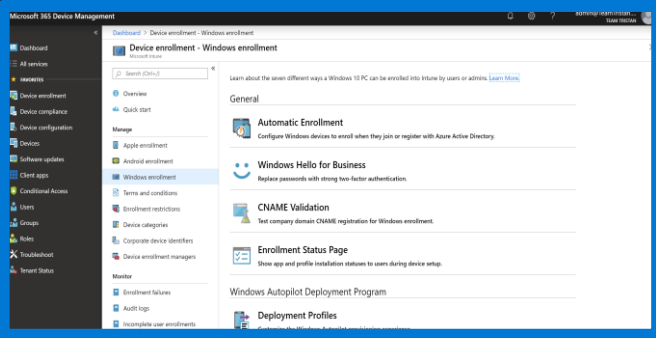 Microsoft 365 Device Management
TEAM TRISTAN
Dashboard > Device enrollment - Windows enrollment
Device enrollment - Windows enrollment
Microsoft Intune
Dashboard
All services
FAVORITES
Device enrollment
Device compliance
Device configuration
Devices
Software updates
Client apps
Conditional Access
Users
Groups
Roles
Troubleshoot
Tenant Status
Search (Ctrl+/)
Overview
Quick start
Manage
Apple enrollment
Android enrollment
Windows enrollment
Terms and conditions
Enrollment restrictions
Device categories
Corporate device identifiers
Device enrollment managers
Monitor
Enrollment failures
Audit logs
Incomplete user enrollments
Learn about the seven different ways a Windows 10 PC can be enrolled into Intune by users or admins. Learn More.
General
Automatic Enrollment
Configure Windows devices to enroll when they join or register with Azure Active Directory.
Windows Hello for Business
Replace passwords with strong two-factor authentication.
CNAME Validation
Test company domain CNAME registration for Windows enrollment.
Enrollment Status Page
Show app and profile installation statuses to users during device setup.
Windows Autopilot Deployment Program
Deployment Profiles
Customize the Windows Autopilot provisioning experience.